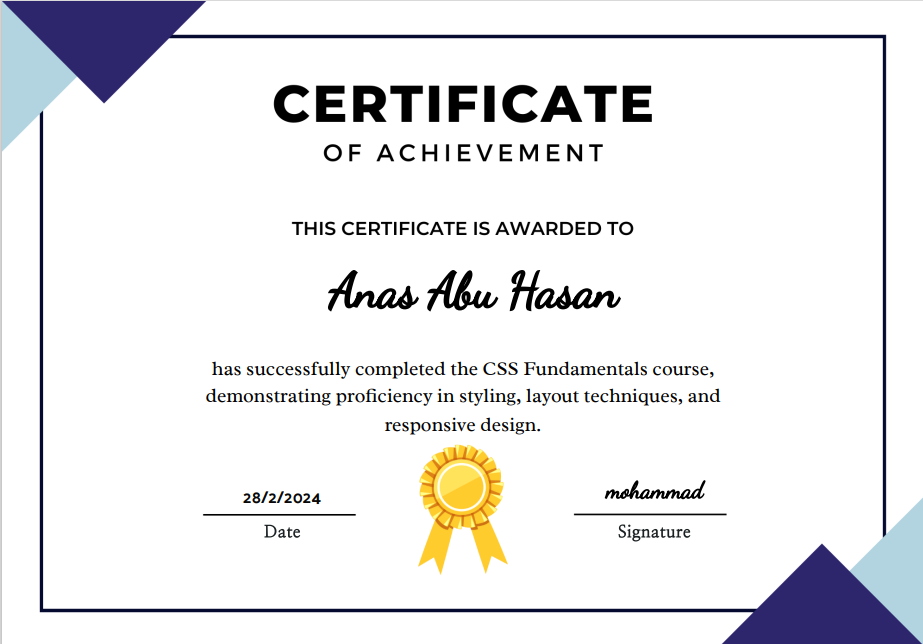 CERTIFICATE
OF ACHIEVEMENT
THIS CERTIFICATE IS AWARDED TO
Anas Abu Hasan
has successfully completed the CSS Fundamentals course,
demonstrating proficiency in styling, layout techniques, and
responsive design.
28/2/2024
Date
mohammad
Signature